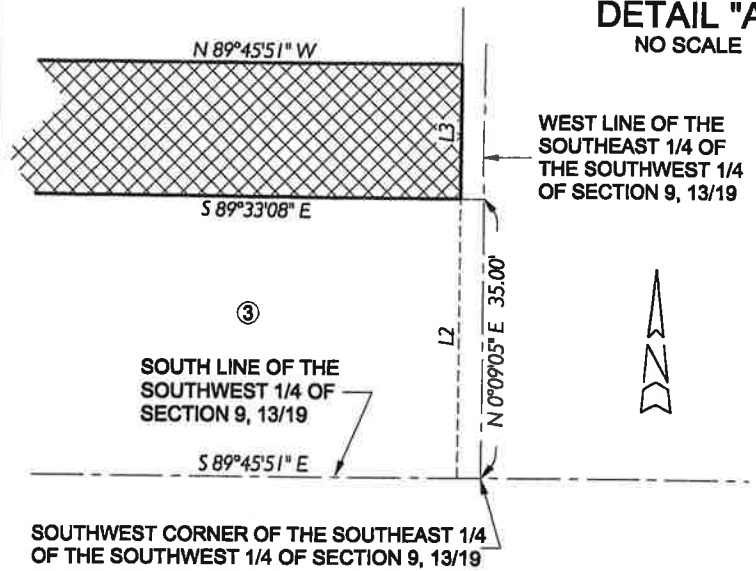 DETAIL "A
NO SCALE
N 89°45'51" W
L3
WEST LINE OF THE
SOUTHEAST 1/4 OF
THE SOUTHWEST 1/4
OF SECTION 9, 13/19
S 89°33'08" E
3
L2
N 0°09'05" E 35.00'
N
SOUTH LINE OF THE
SOUTHWEST 1/4 OF
SECTION 9, 13/19
S 89°45'51" E
SOUTHWEST CORNER OF THE SOUTHEAST 1/4
OF THE SOUTHWEST 1/4 OF SECTION 9, 13/19